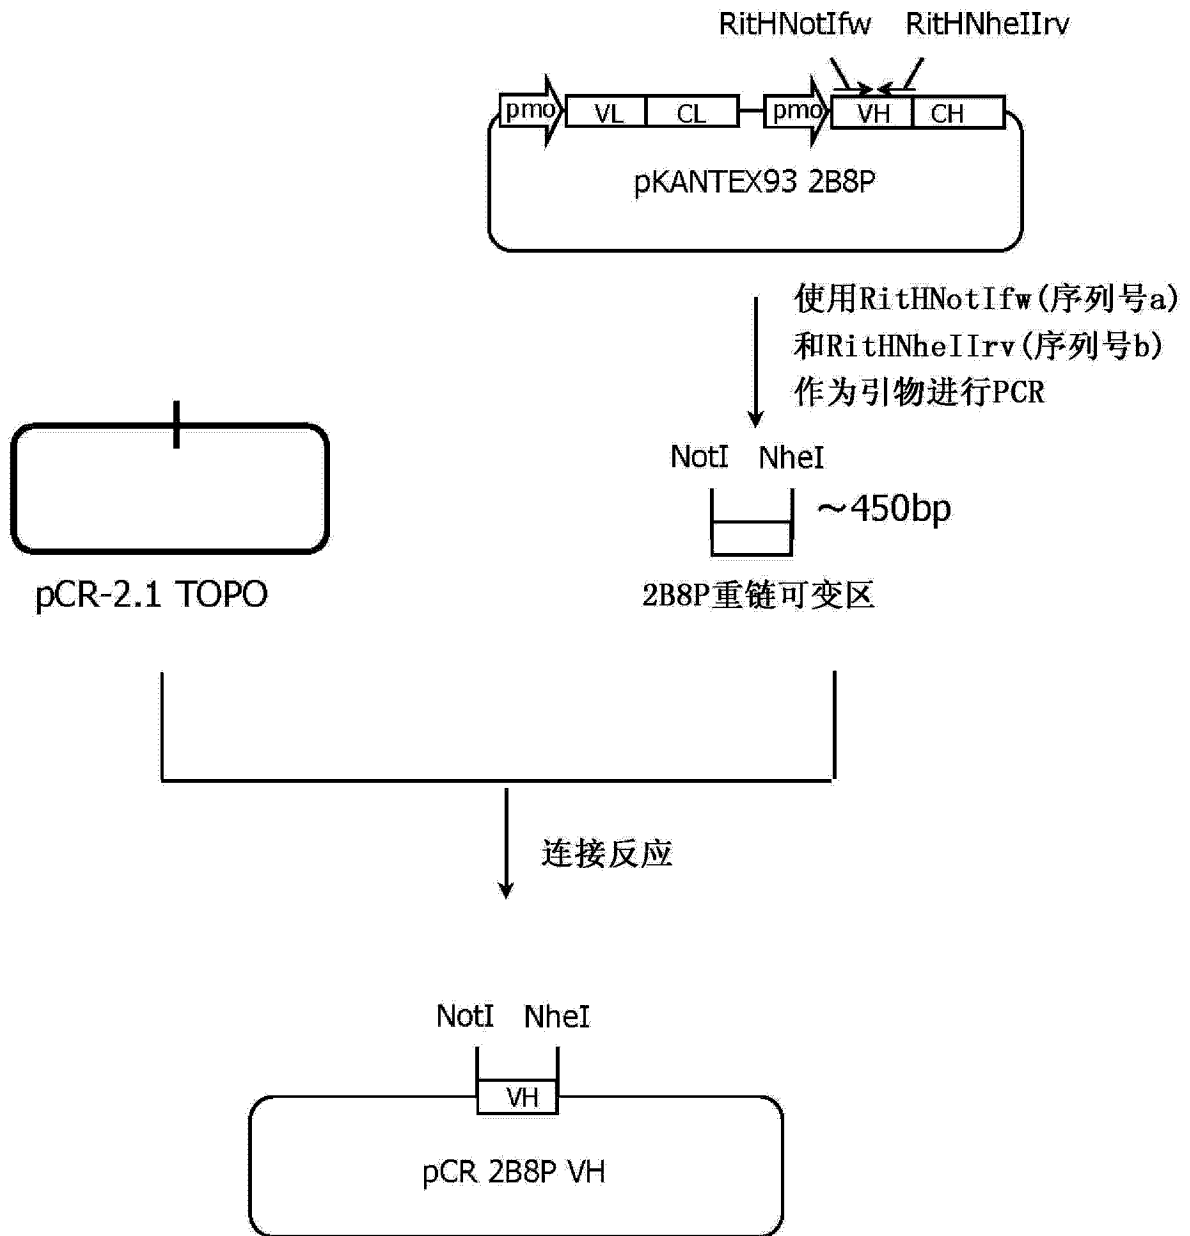 RitHNotIfw RitHNheIIrv
pmo VL CL pmo VH CH
pKANTEX93 2B8P
使用RitHNotIfw(序列号a)
和RitHNheIIrv(序列号b)
作为引物进行PCR
NotI NheI
~450bp
2B8P重链可变区
pCR-2.1 TOPO
连接反应
NotI NheI
VH
pCR 2B8P VH